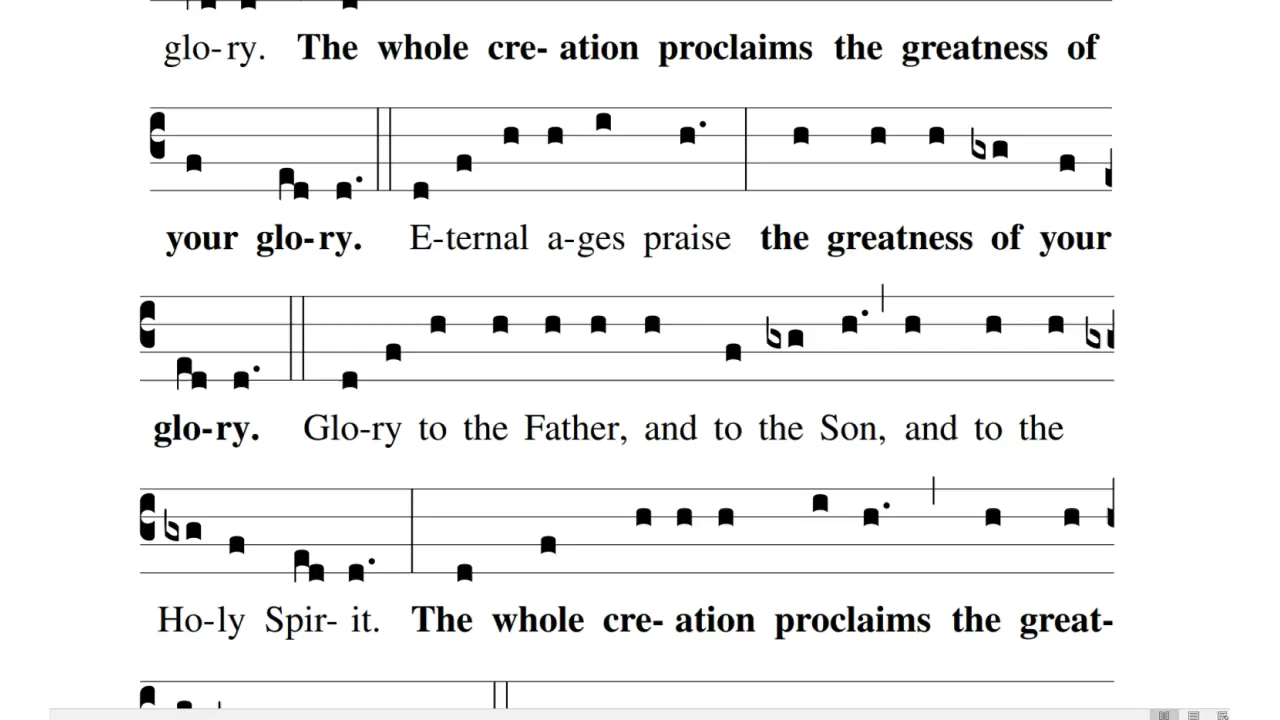 glo-ry. The whole cre-ation proclaims the greatness of
your glo-ry. E-ternal a-ges praise the greatness of your
glo-ry. Glo-ry to the Father, and to the Son, and to the
Ho-ly Spir-it. The whole cre-ation proclaims the great-